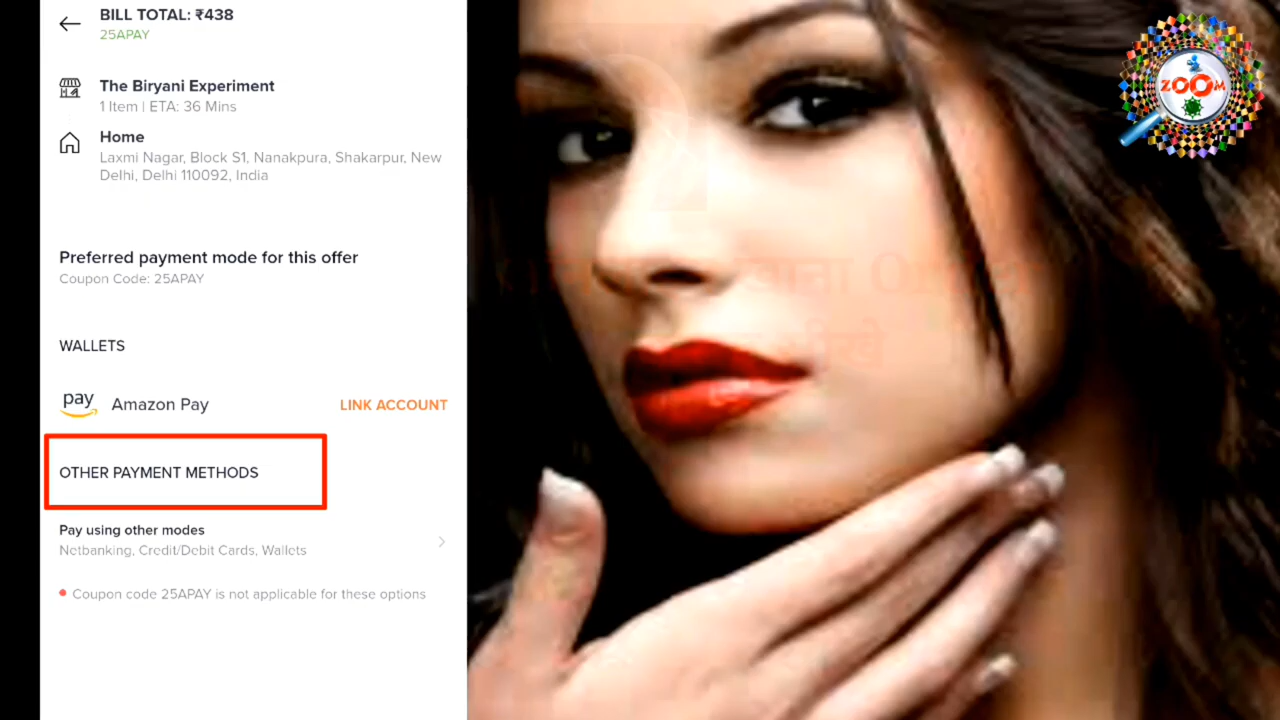 BILL TOTAL: ₹438
25APAY
The Biryani Experiment
1 Item | ETA: 36 Mins
Home
Laxmi Nagar, Block S1, Nanakpura, Shakarpur, New
Delhi, Delhi 110092, India
Preferred payment mode for this offer
Coupon Code: 25APAY
WALLETS
pay Amazon Pay LINK ACCOUNT
OTHER PAYMENT METHODS
Pay using other modes
Netbanking, Credit/Debit Cards, Wallets
Coupon code 25APAY is not applicable for these options
ZOOM